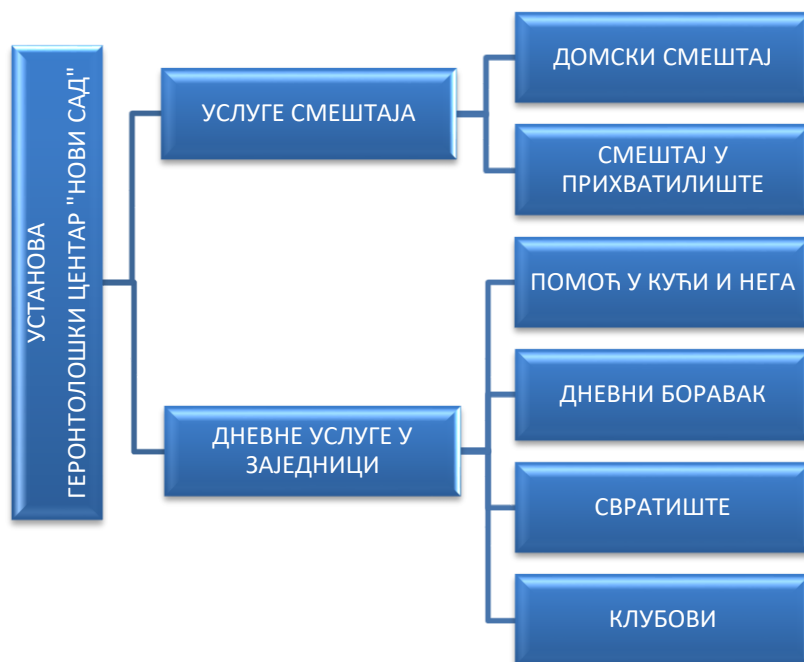 УСТАНОВА
ГЕРОНТОЛОШКИ ЦЕНТАР "НОВИ САД"
УСЛУГЕ СМЕШТАЈА
ДОМСКИ СМЕШТАЈ
СМЕШТАЈ У
ПРИХВАТИЛИШТЕ
ДНЕВНЕ УСЛУГЕ У
ЗАЈЕДНИЦИ
ПОМОЋ У КУЋИ И НЕГА
ДНЕВНИ БОРАВАК
СВРАТИШТЕ
КЛУБОВИ